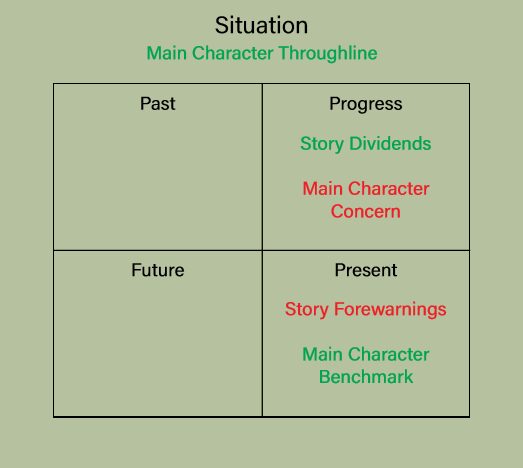 Situation
Main Character Throughline
Past
Progress
Story Dividends
Main Character
Concern
Future
Present
Story Forewarnings
Main Character
Benchmark